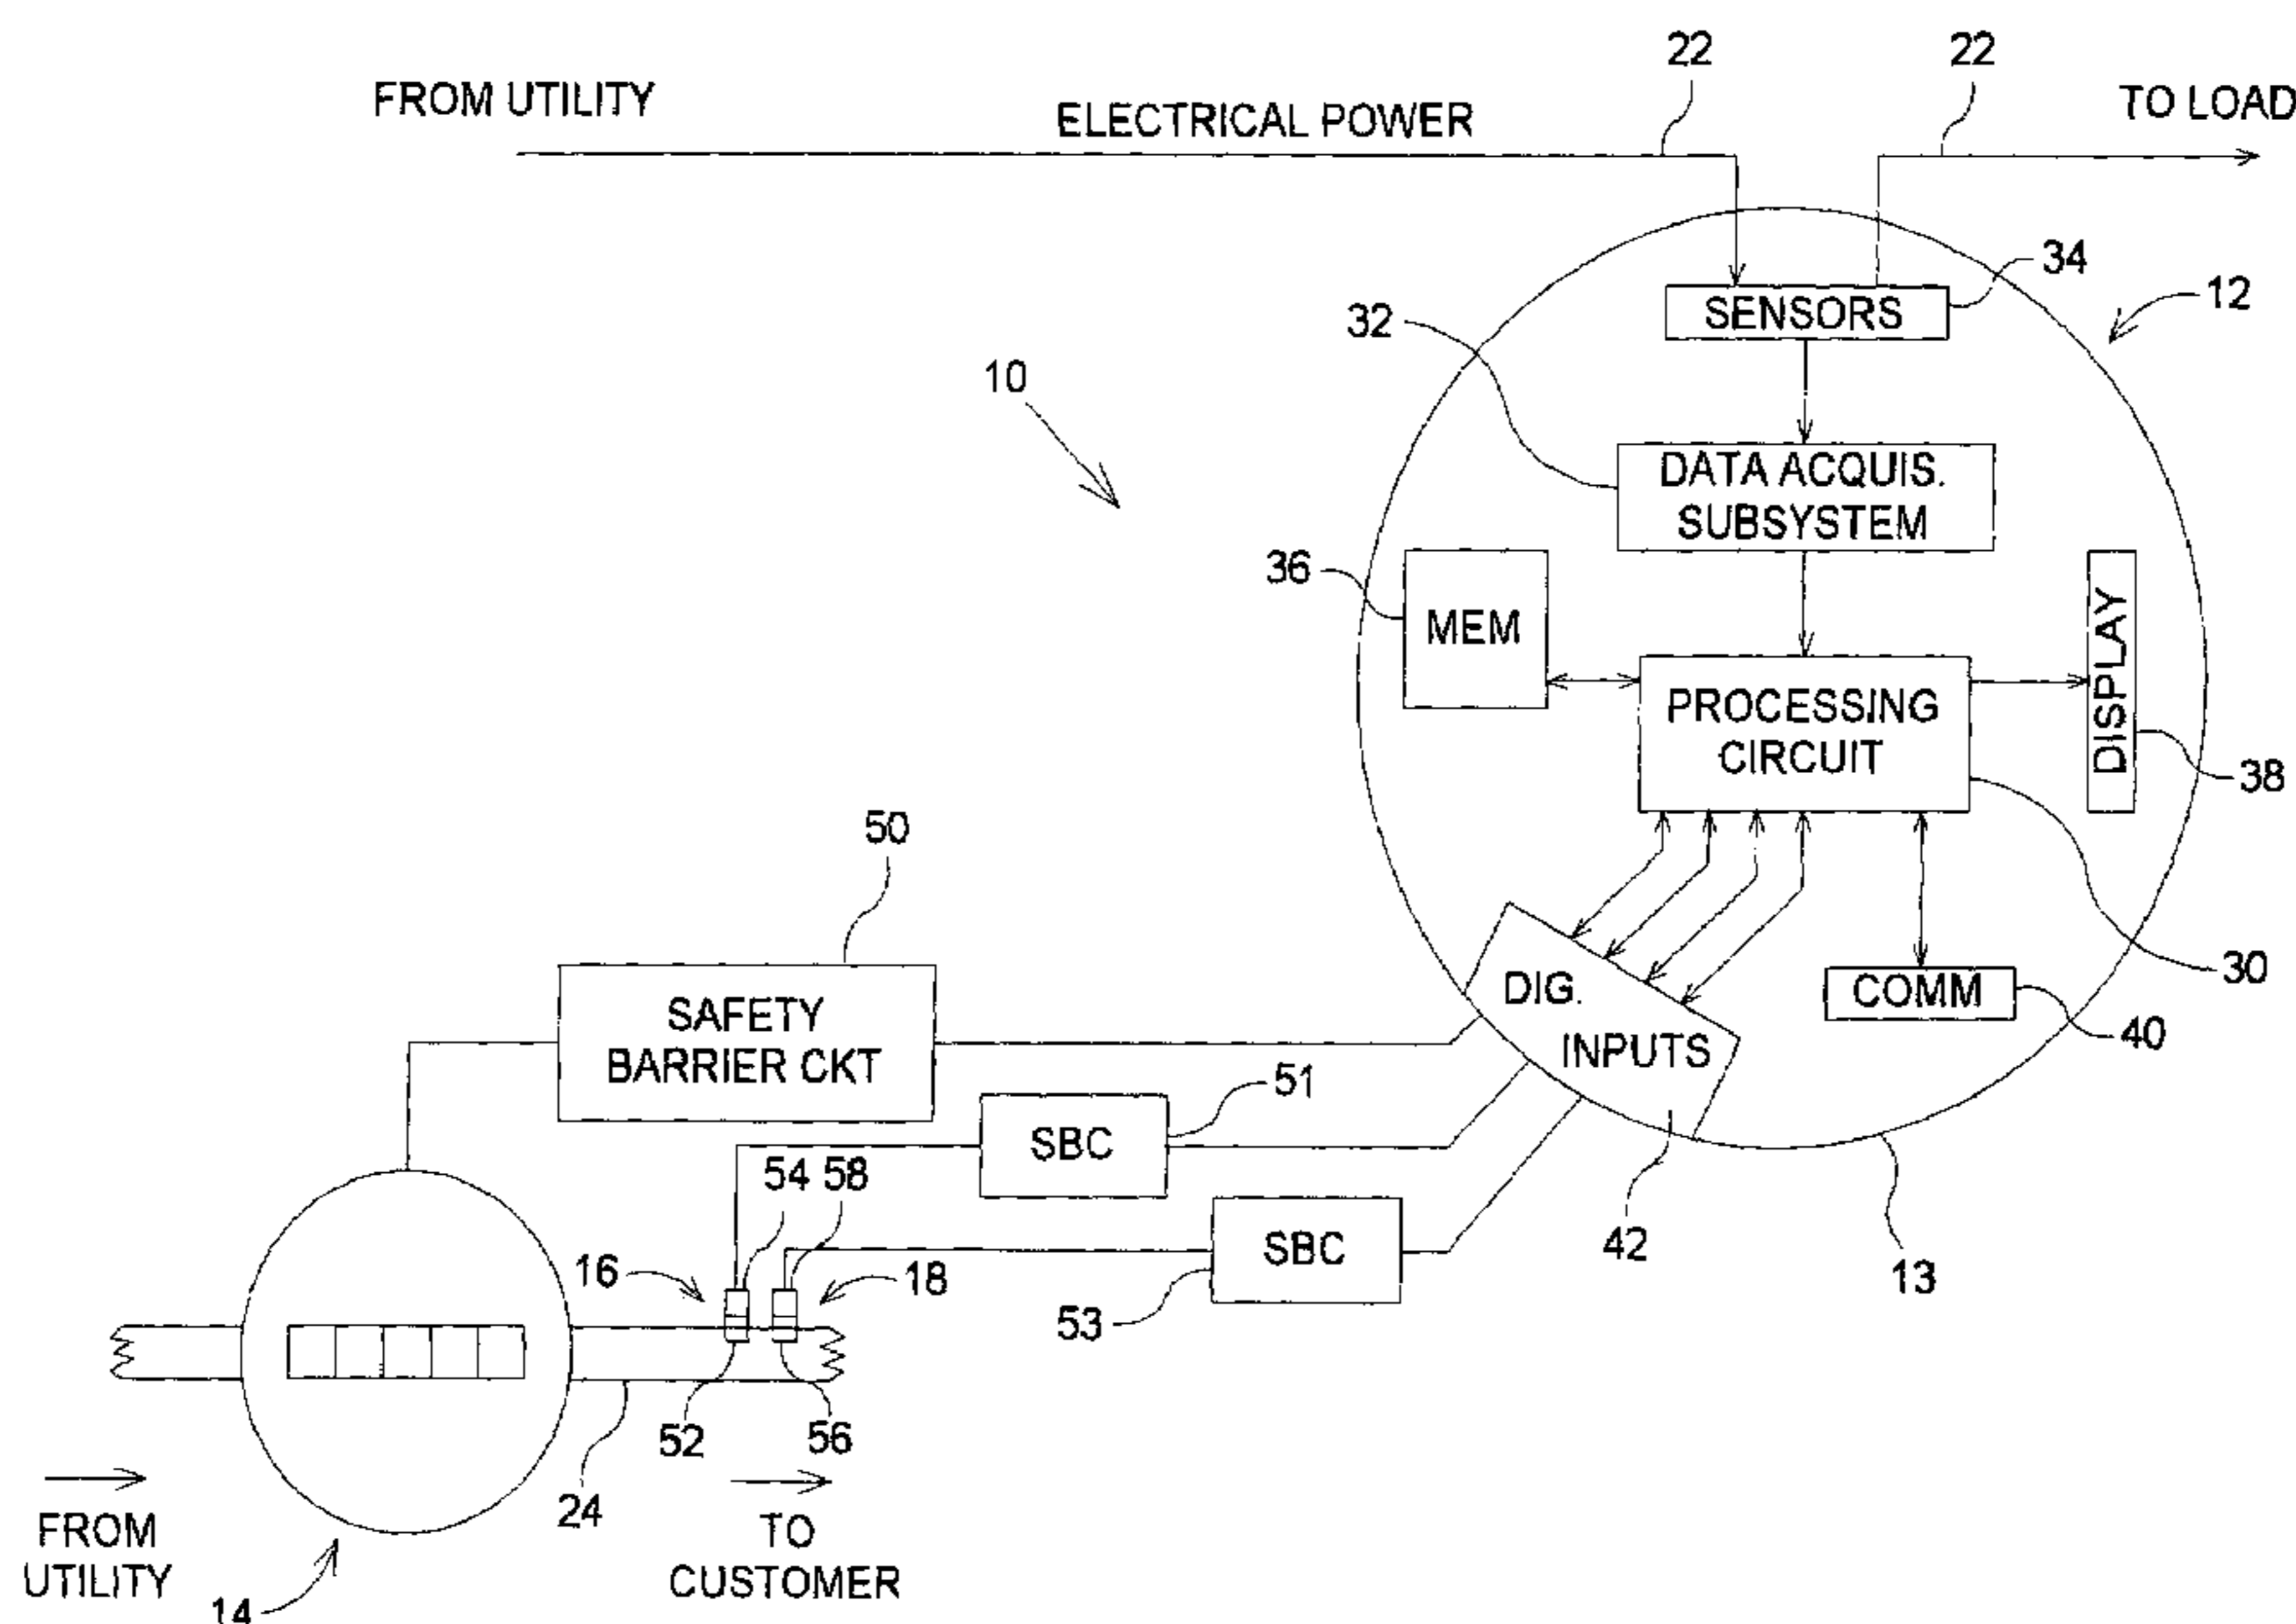 22
22
FROM UTILITY
ELECTRICAL POWER
TO LOAD
34
SENSORS
12
32
10
DATA ACQUIS.
SUBSYSTEM
36
MEM
DISPLAY
PROCESSING
CIRCUIT
38
50
SAFETY
BARRIER CKT
DIG.
INPUTS
COMM
30
40
51
SBC
54
58
42
SBC
16
18
13
53
52
56
24
FROM
UTILITY
TO
CUSTOMER
14